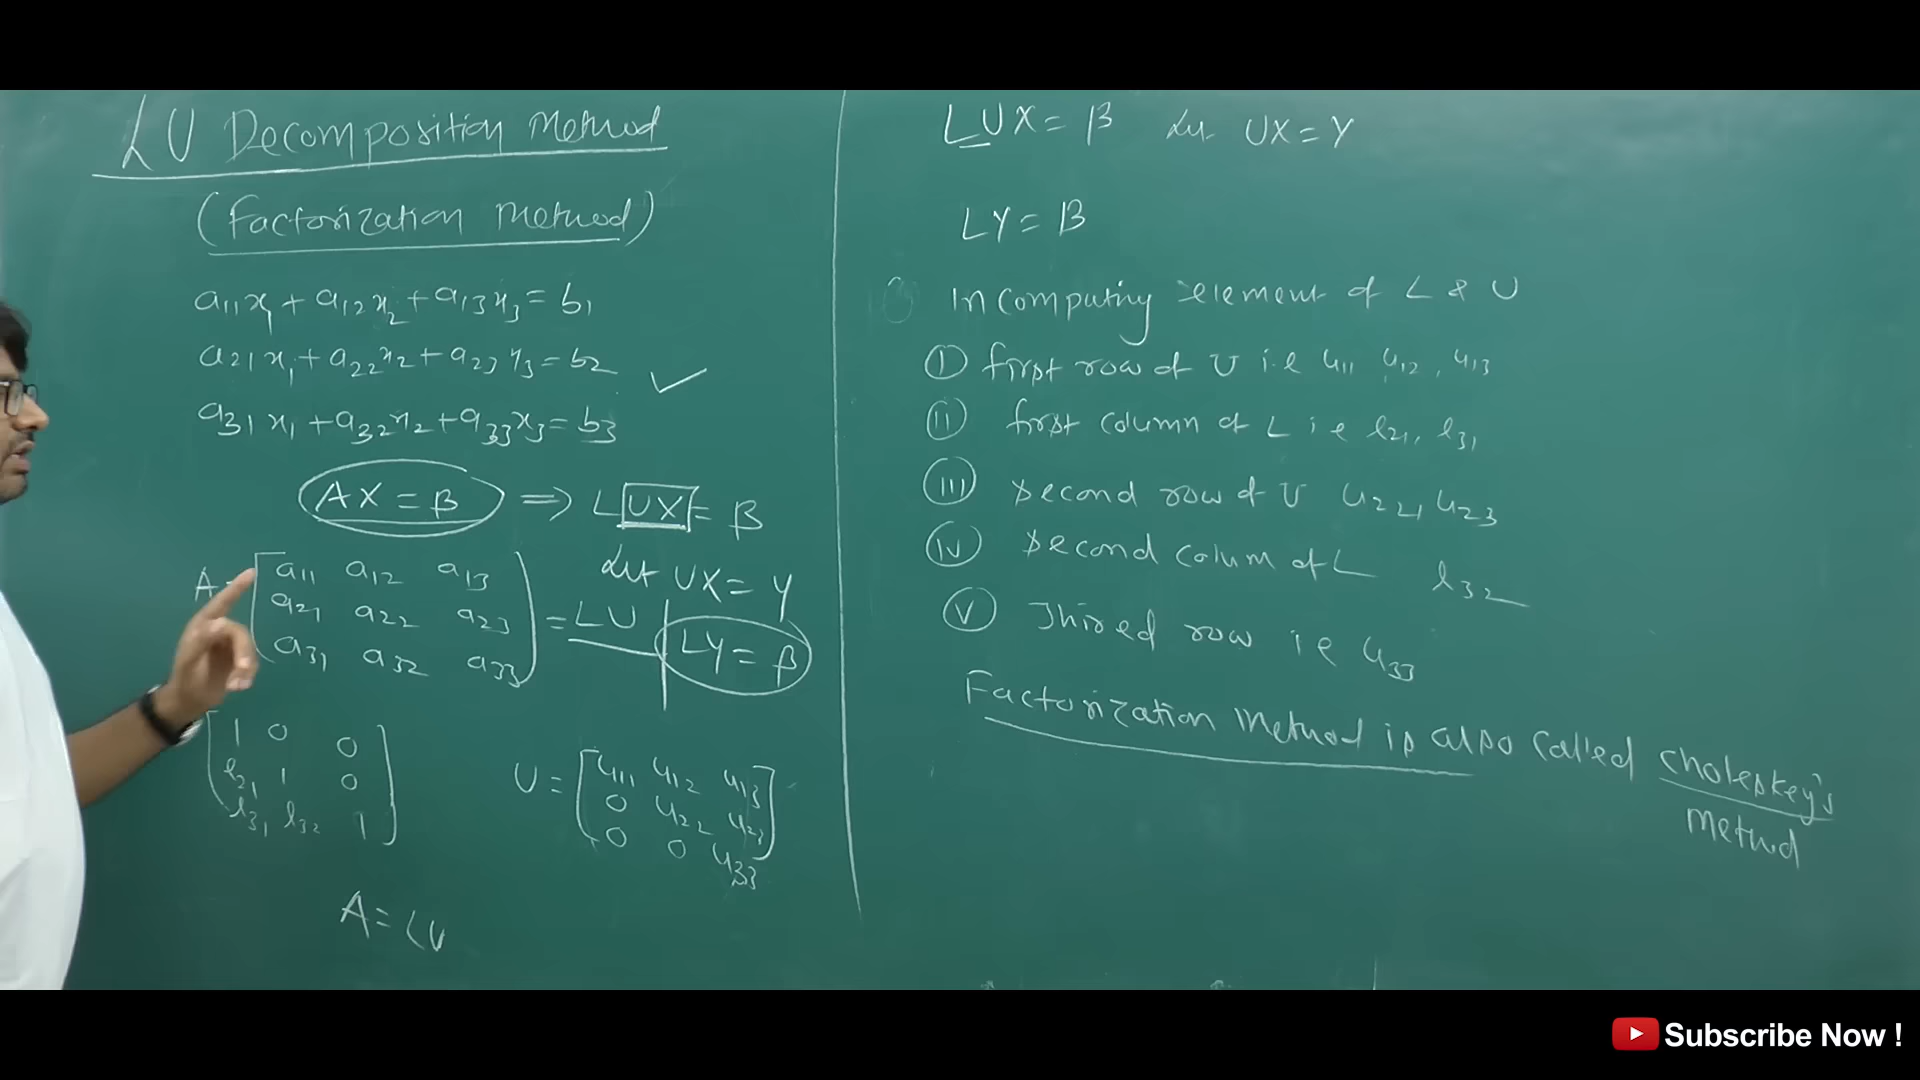 LU Decomposition Method
(Factorization Method)
a11x1 + a12x2 + a13x3 = b1
a21x1 + a22x2 + a23x3 = b2
a31x1 + a32x2 + a33x3 = b3
AX = B ⇒ LUX = B
Let UX = Y
A = [a11 a12 a13
a21 a22 a23
a31 a32 a33] = LU
LY = B
[1 0 0
l21 1 0
l31 l32 1]
U = [u11 u12 u13
0 u22 u23
0 0 u33]
A = LU
LUX = B Let UX = Y
LY = B
In computing element of L & U
(i) first row of U i.e u11 u12, u13
(ii) first column of L i e l21, l31
(iii) second row of U u22, u23
(iv) second colum of L l32
(v) Thired row i e u33
Factorization Method is also called Choleskey's
Method
Subscribe Now !